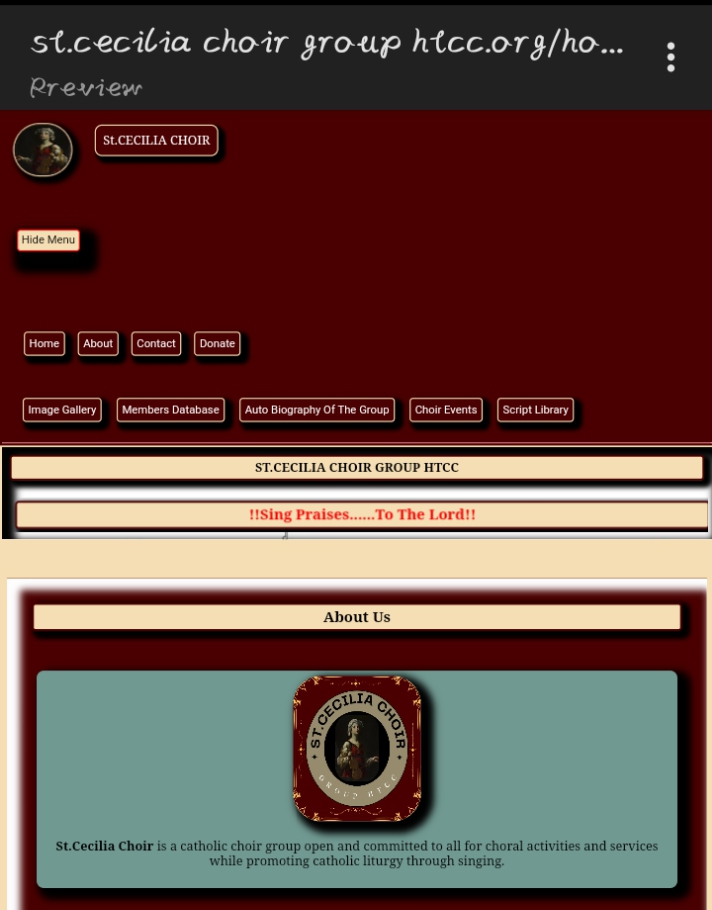 st.cecilia choir group htcc.org/ho...
Preview
St.CECILIA CHOIR
Hide Menu
Home About Contact Donate
Image Gallery Members Database Auto Biography Of The Group Choir Events Script Library
ST.CECILIA CHOIR GROUP HTCC
!!Sing Praises......To The Lord!!
About Us
ST.CECILIA CHOIR
GROUP HTCC
St.Cecilia Choir is a catholic choir group open and committed to all for choral activities and services
while promoting catholic liturgy through singing.